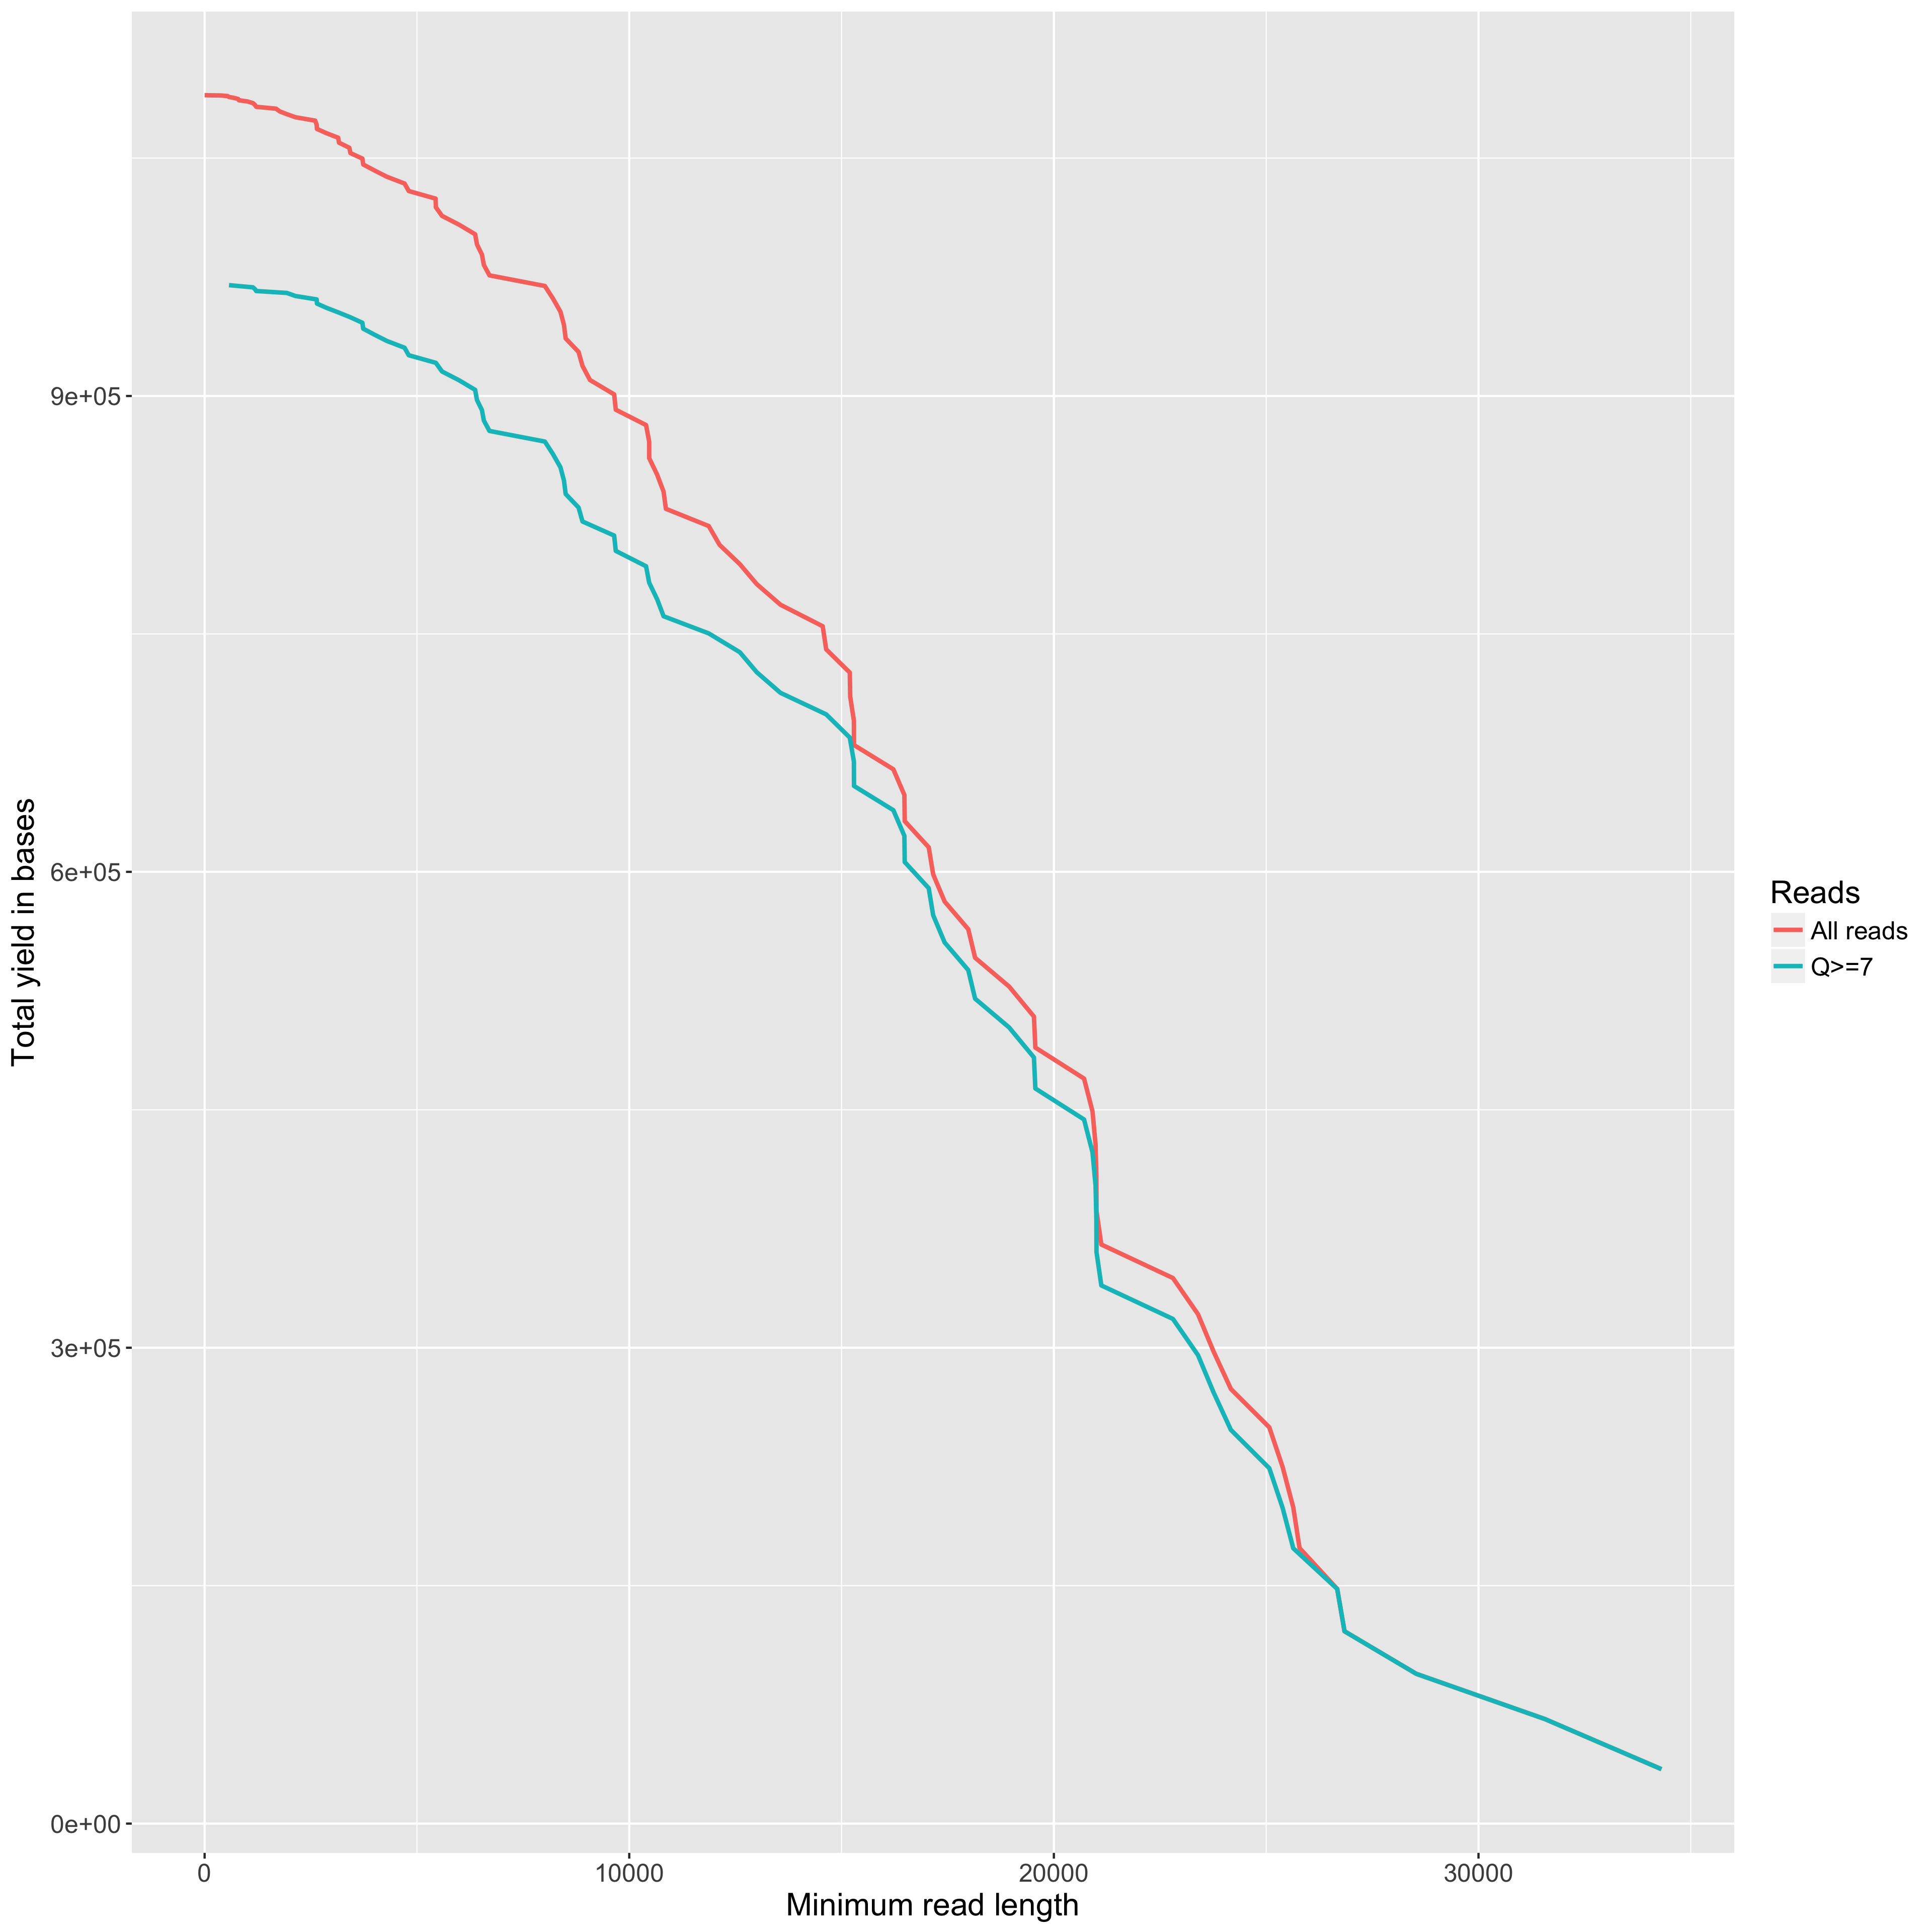 Total yield in bases
9e+05
6e+05
3e+05
0e+00
0
10000
20000
30000
Minimum read length
Reads
All reads
Q>=7